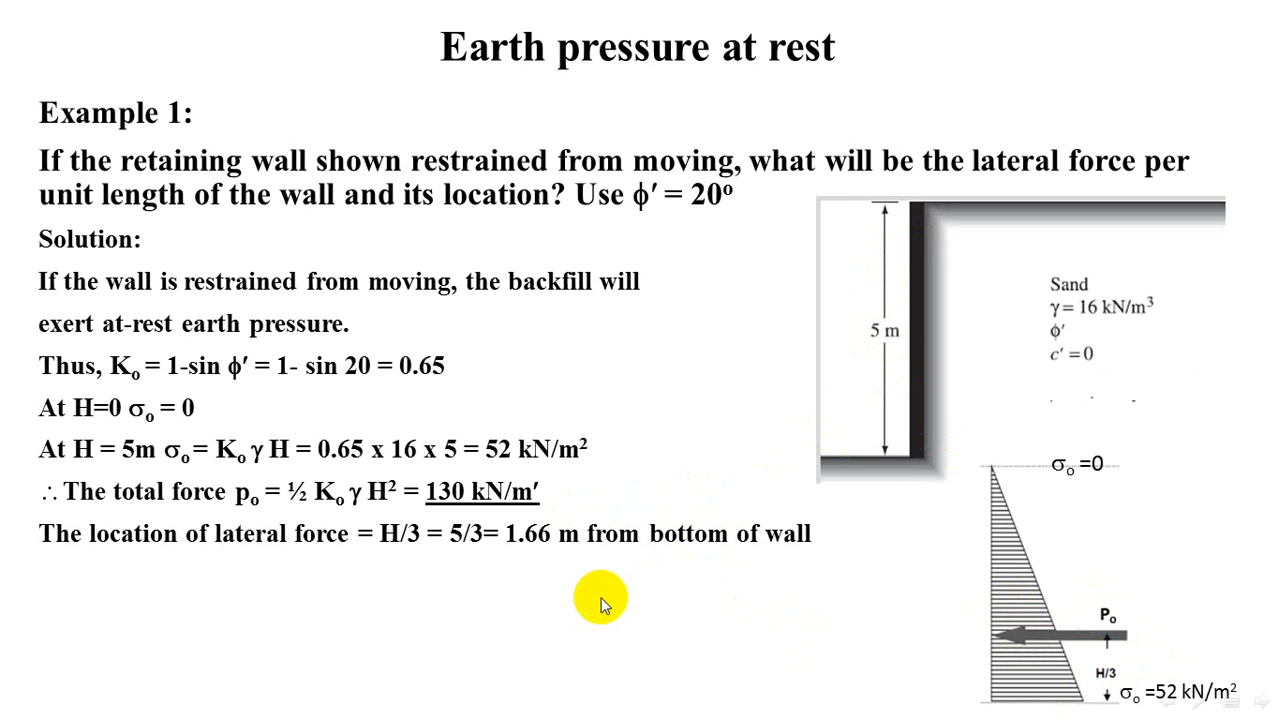 Earth pressure at rest
Example 1:
If the retaining wall shown restrained from moving, what will be the lateral force per
unit length of the wall and its location? Use ϕ′ = 20º
Solution:
If the wall is restrained from moving, the backfill will
exert at-rest earth pressure.
Thus, Kₒ = 1-sin ϕ′ = 1- sin 20 = 0.65
At H=0 σₒ = 0
At H = 5m σₒ = Kₒ γ H = 0.65 x 16 x 5 = 52 kN/m²
∴ The total force pₒ = ½ Kₒ γ H² = 130 kN/m′
The location of lateral force = H/3 = 5/3= 1.66 m from bottom of wall
5 m
Sand
γ = 16 kN/m³
ϕ′
c′ = 0
σₒ =0
Pₒ
H/3
σₒ =52 kN/m²